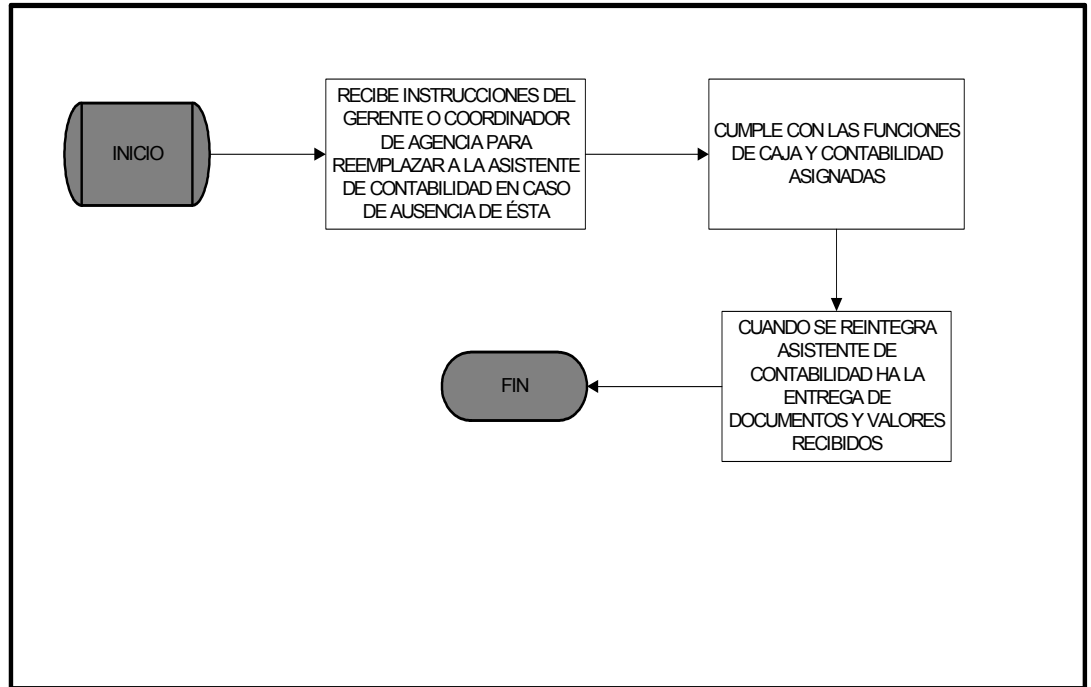 INICIO
RECIBE INSTRUCCIONES DEL
GERENTE O COORDINADOR
DE AGENCIA PARA
REEMPLAZAR A LA ASISTENTE
DE CONTABILIDAD EN CASO
DE AUSENCIA DE ÉSTA
CUMPLE CON LAS FUNCIONES
DE CAJA Y CONTABILIDAD
ASIGNADAS
CUANDO SE REINTEGRA
ASISTENTE DE
CONTABILIDAD HA LA
ENTREGA DE
DOCUMENTOS Y VALORES
RECIBIDOS
FIN